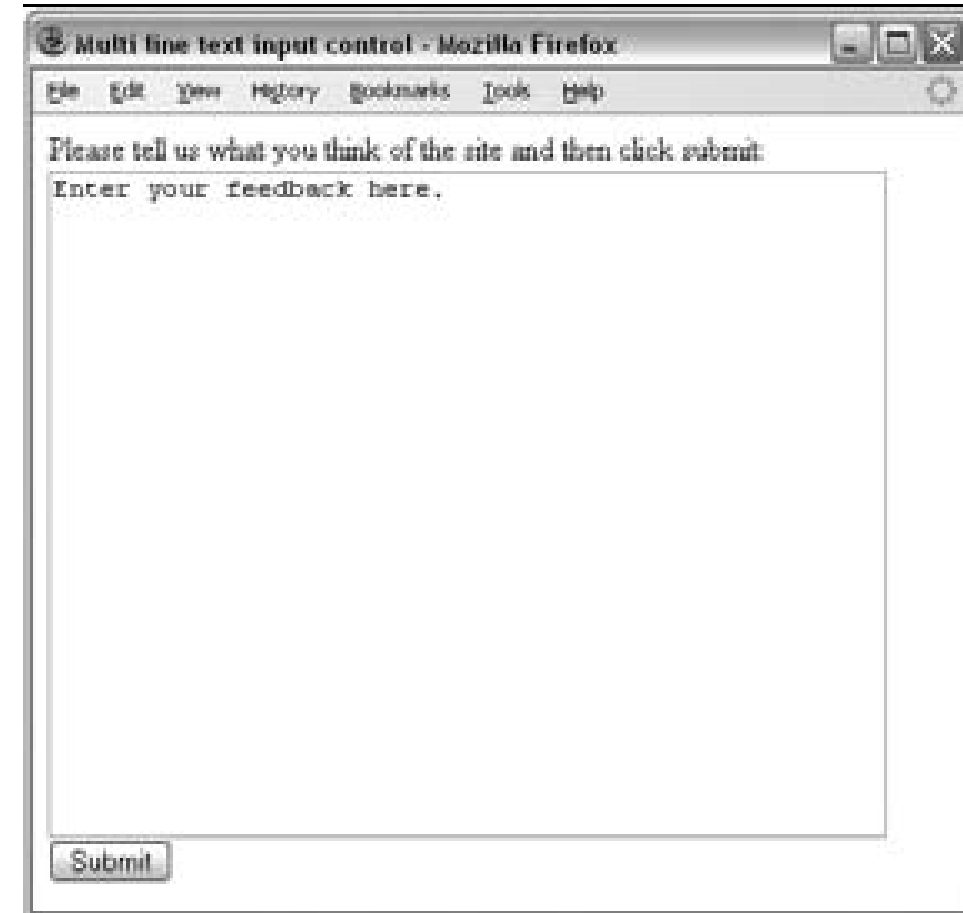 Multi line text input control - Mozilla Firefox
File Edit View History Bookmarks Tools Help
Please tell us what you think of the site and then click submit:
Enter your feedback here.
Submit